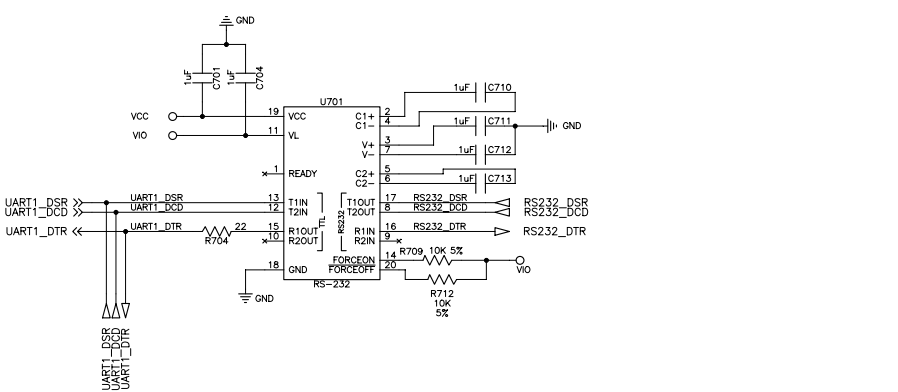 GND
1uF
C701
1uF
C704
U701
VCC
19
VCC
VIO
11
VL
1
READY
C1+
2
C1-
4
1uF
C710
V+
3
V-
7
1uF
C711
GND
1uF
C712
C2+
5
C2-
6
1uF
C713
UART1_DSR
UART1_DSR
13
T1IN
T1OUT
17
RS232_DSR
RS232_DSR
UART1_DCD
UART1_DCD
12
T2IN
T2OUT
8
RS232_DCD
RS232_DCD
TTL
RS232
UART1_DTR
UART1_DTR
R704
22
15
R1OUT
R1IN
16
RS232_DTR
RS232_DTR
10
R2OUT
R2IN
9
FORCEON
14
R709
10K 5%
18
GND
FORCEOFF
20
VIO
RS-232
GND
R712
10K
5%
UART1_DSR
UART1_DCD
UART1_DTR